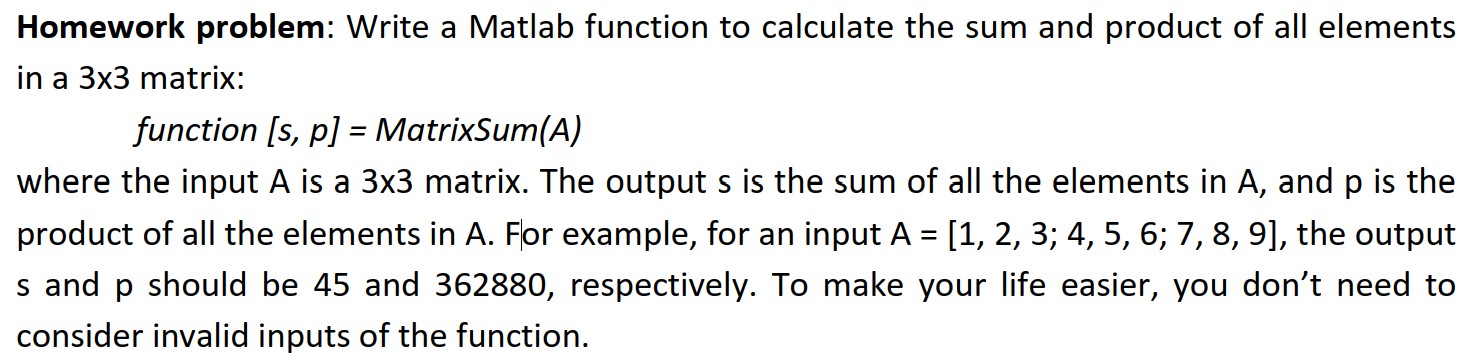 Homework problem: Write a Matlab function to calculate the sum and product of all elements
in a 3x3 matrix:
function [s, p] = MatrixSum(A)
where the input A is a 3x3 matrix. The output s is the sum of all the elements in A, and p is the
product of all the elements in A. For example, for an input A = [1, 2, 3; 4, 5, 6; 7, 8, 9], the output
s and p should be 45 and 362880, respectively. To make your life easier, you don’t need to
consider invalid inputs of the function.